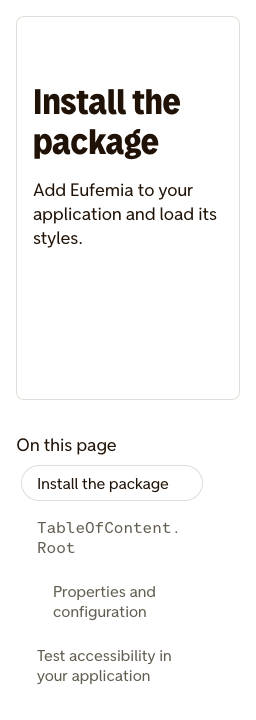 Install the
package
Add Eufemia to your
application and load its
styles.
On this page
Install the package
TableOfContent.
Root
Properties and
configuration
Test accessibility in
your application